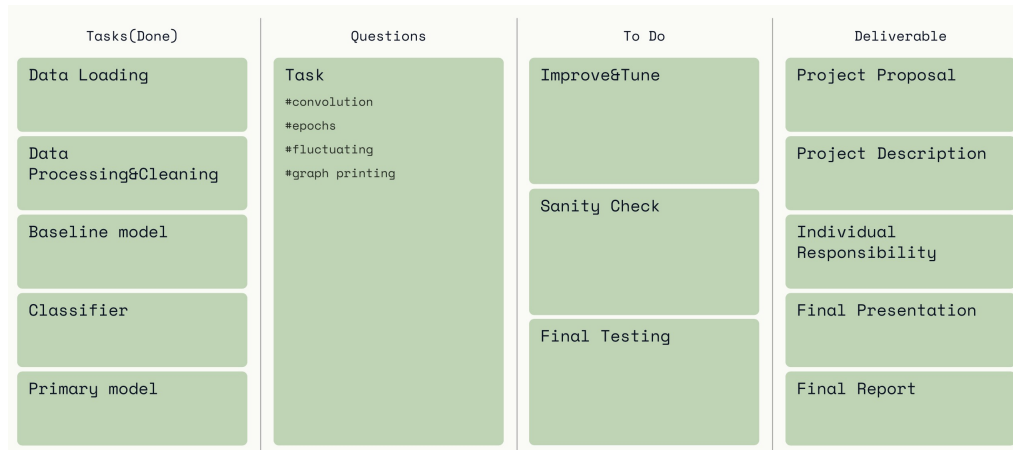 Tasks(Done)
Data Loading
Data
Processing&Cleaning
Baseline model
Classifier
Primary model
Questions
Task
#convolution
#epochs
#fluctuating
#graph printing
To Do
Improve&Tune
Sanity Check
Final Testing
Deliverable
Project Proposal
Project Description
Individual
Responsibility
Final Presentation
Final Report